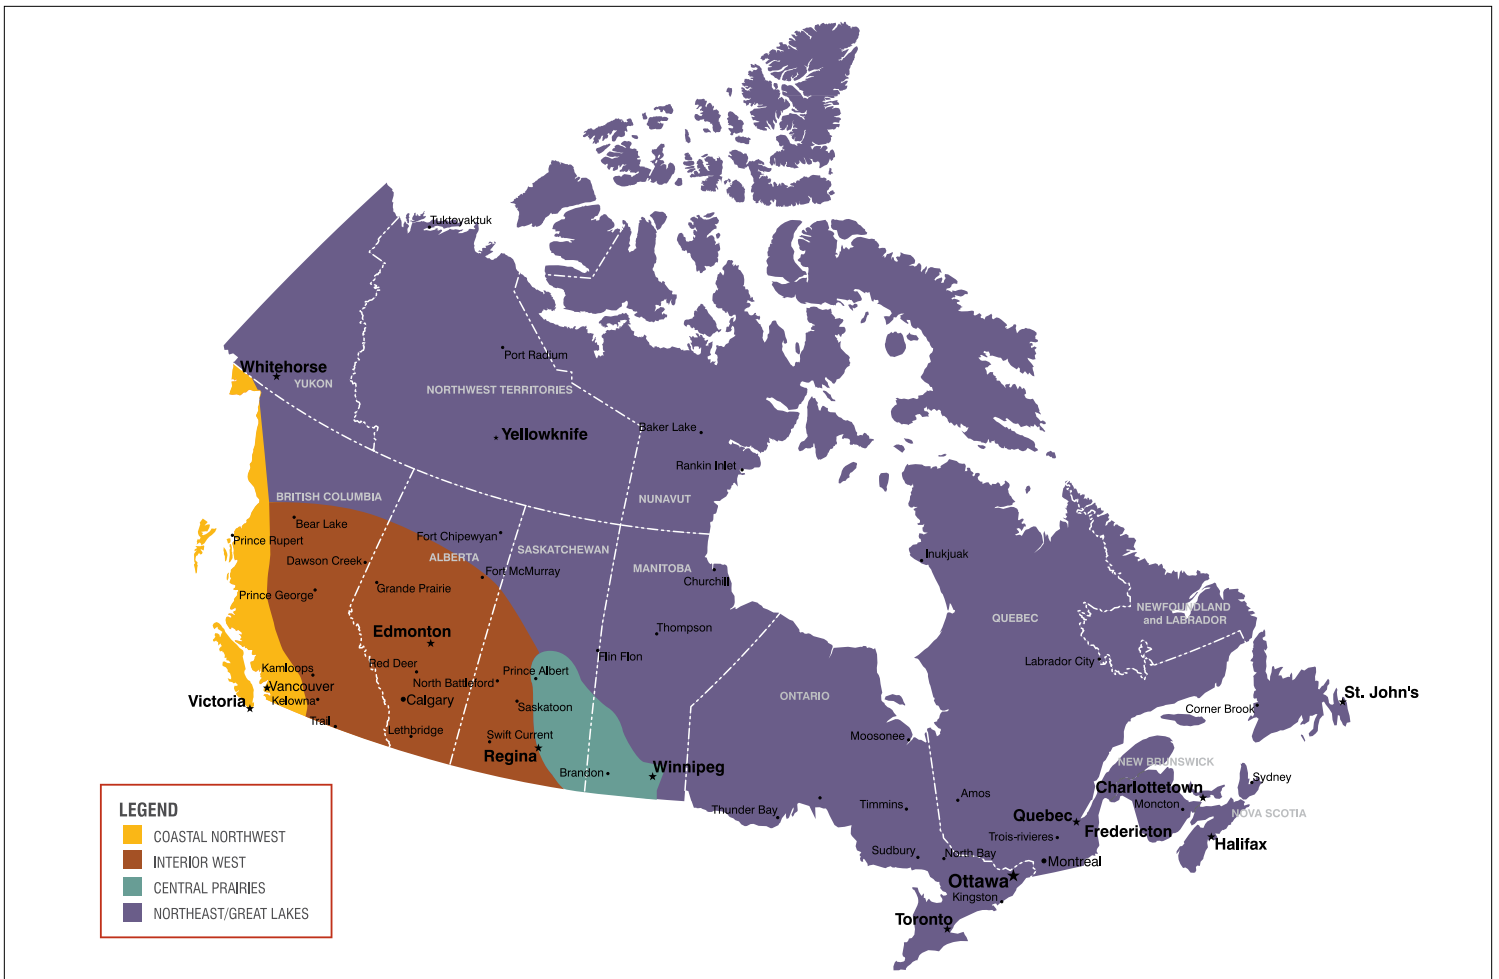 Tuktoyaktuk
Port Radium
Whitehorse
YUKON
NORTHWEST TERRITORIES
Yellowknife
Baker Lake
Rankin Inlet
NUNAVUT
BRITISH COLUMBIA
Bear Lake
Prince Rupert
Fort Chipewyan
SASKATCHEWAN
ALBERTA
Dawson Creek
Fort McMurray
MANITOBA
Churchill
Inukjuak
Grande Prairie
Prince George
QUEBEC
NEWFOUNDLAND
and LABRADOR
Edmonton
Thompson
Flin Flon
Labrador City
Kamloops
Red Deer
Prince Albert
North Battleford
Vancouver
Victoria
Kelowna
Calgary
Saskatoon
ONTARIO
St. John's
Corner Brook
Trail
Lethbridge
Swift Current
Regina
Moosonee
Brandon
Winnipeg
NEW BRUNSWICK
Sydney
Charlottetown
Thunder Bay
Timmins
Amos
Moncton
NOVA SCOTIA
Quebec
Fredericton
Trois-rivieres
Halifax
Sudbury
North Bay
Montreal
Ottawa
Kingston
Toronto
LEGEND
COASTAL NORTHWEST
INTERIOR WEST
CENTRAL PRAIRIES
NORTHEAST/GREAT LAKES